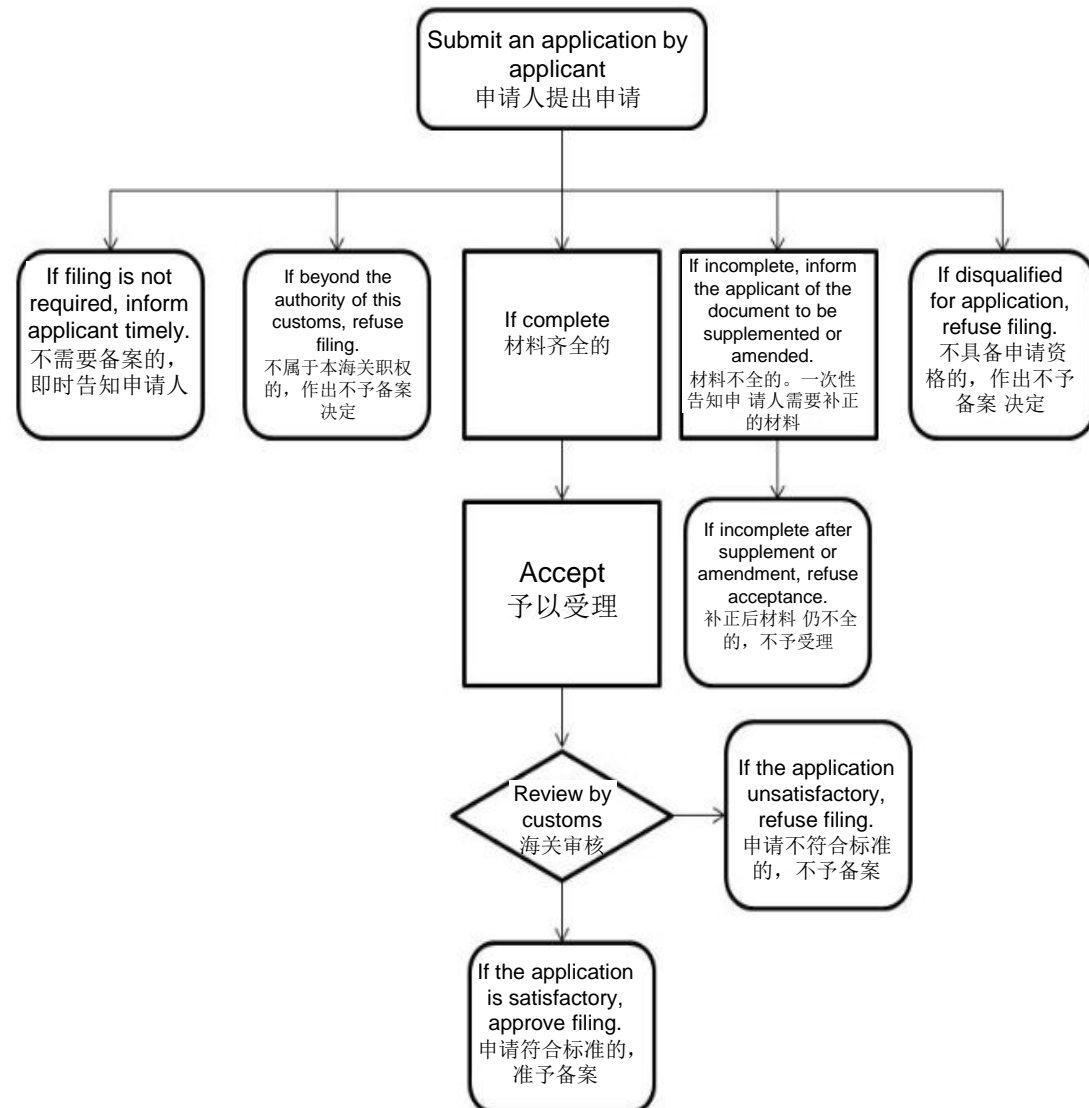 Submit an application by
applicant
申请人提出申请
If filing is not
required, inform
applicant timely.
不需要备案的，
即时告知申请人
If beyond the
authority of this
customs, refuse
filing.
不属于本海关职权
的，作出不予备案
决定
If complete
材料齐全的
If incomplete, inform
the applicant of the
document to be
supplemented or
amended.
材料不全的。一次性
告知申 请人需要补正
的材料
If disqualified
for application,
refuse filing.
不具备申请资
格的，作出不予
备案 决定
Accept
予以受理
If incomplete after
supplement or
amendment, refuse
acceptance.
补正后材料 仍不全
的，不予受理
Review by
customs
海关审核
If the application
unsatisfactory,
refuse filing.
申请不符合标准
的，不予备案
If the application
is satisfactory,
approve filing.
申请符合标准的，
准予备案